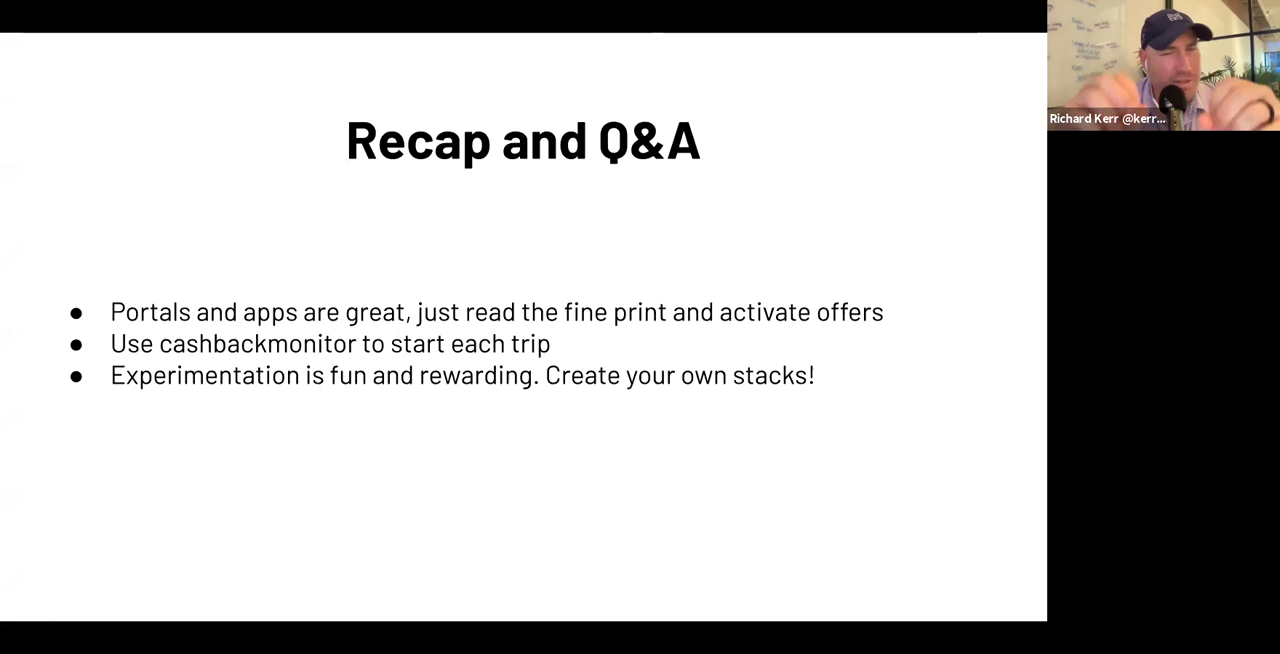 Recap and Q&A
● Portals and apps are great, just read the fine print and activate offers
● Use cashbackmonitor to start each trip
● Experimentation is fun and rewarding. Create your own stacks!
Richard Kerr @kerr...